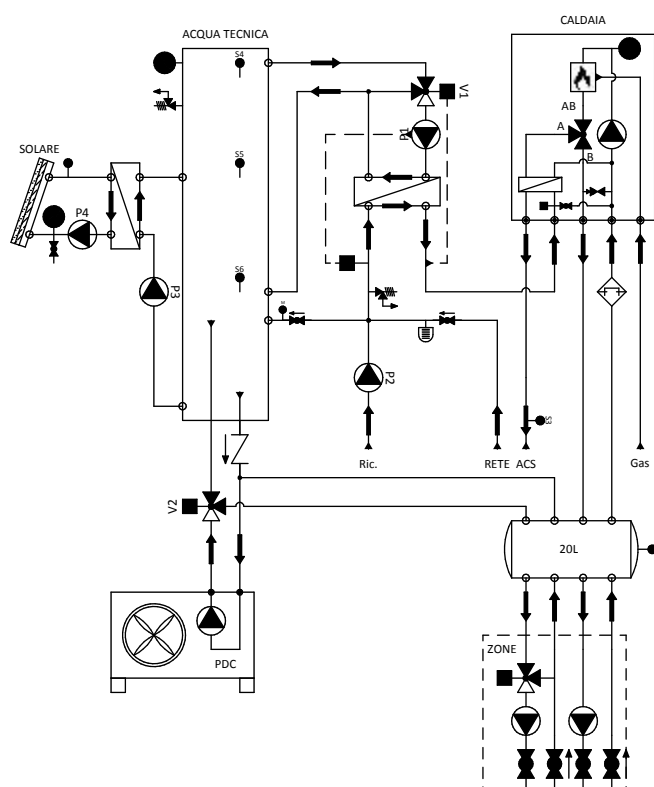 ACQUA TECNICA
CALDAIA
S4
V1
AB
A
P1
SOLARE
S5
B
P4
P3
S6
P2
S3
Ric.
RETE ACS
Gas
V2
20L
ZONE
PDC